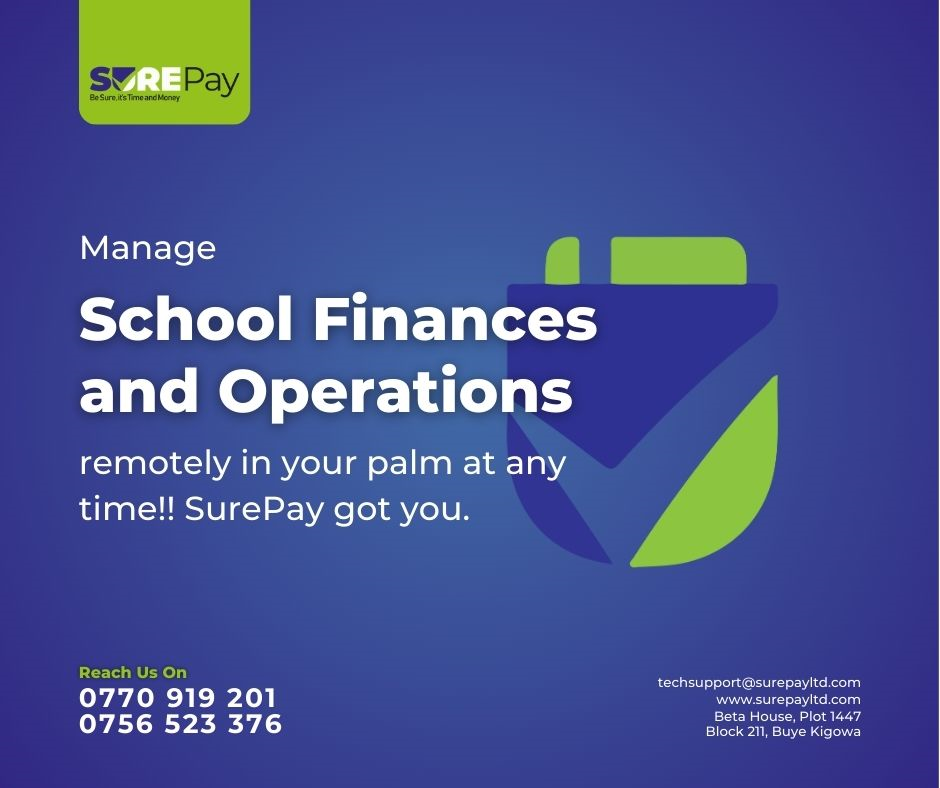 SUREPay
Be Sure, it's Time and Money
Manage
School Finances
and Operations
remotely in your palm at any
time!! SurePay got you.
Reach Us On
0770 919 201
0756 523 376
techsupport@surepayltd.com
www.surepayltd.com
Beta House, Plot 1447
Block 211, Buye Kigowa